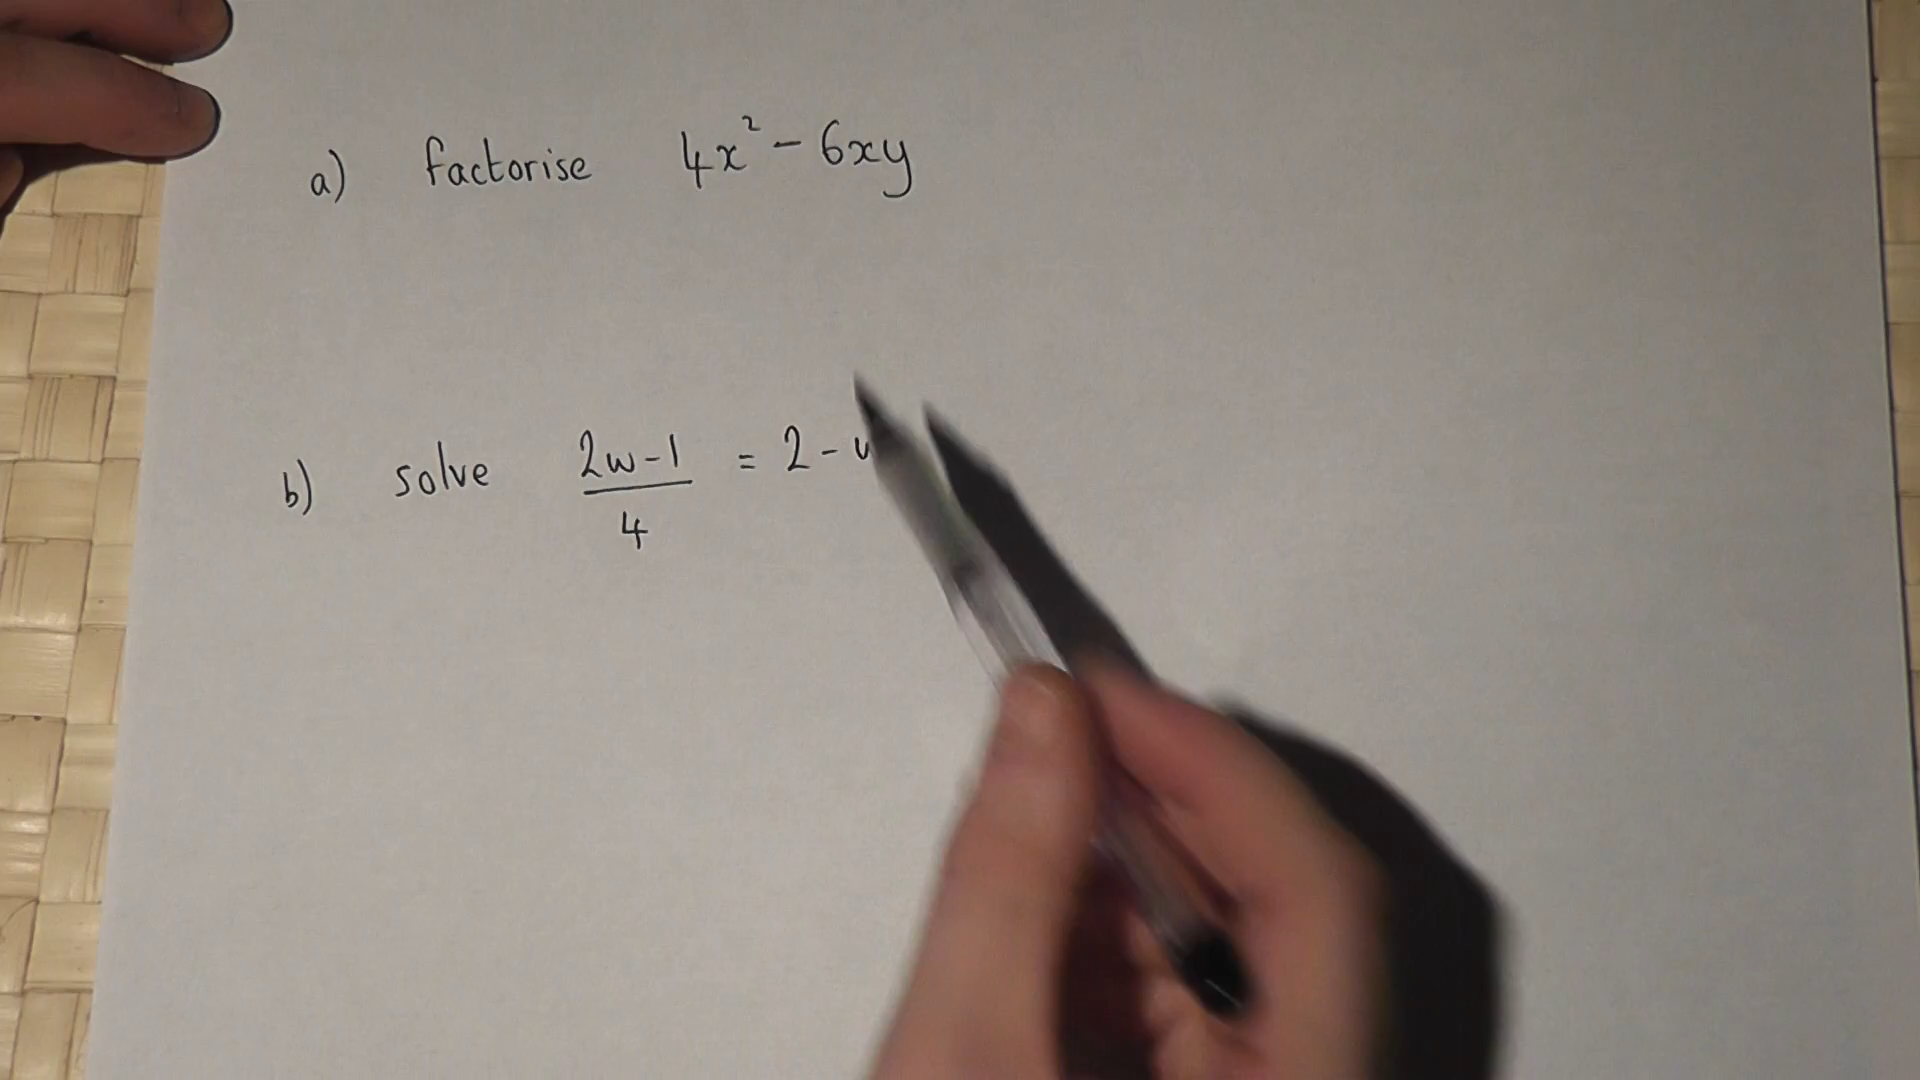 a) factorise 4x² - 6xy
b) solve 2w-1 = 2 -
4